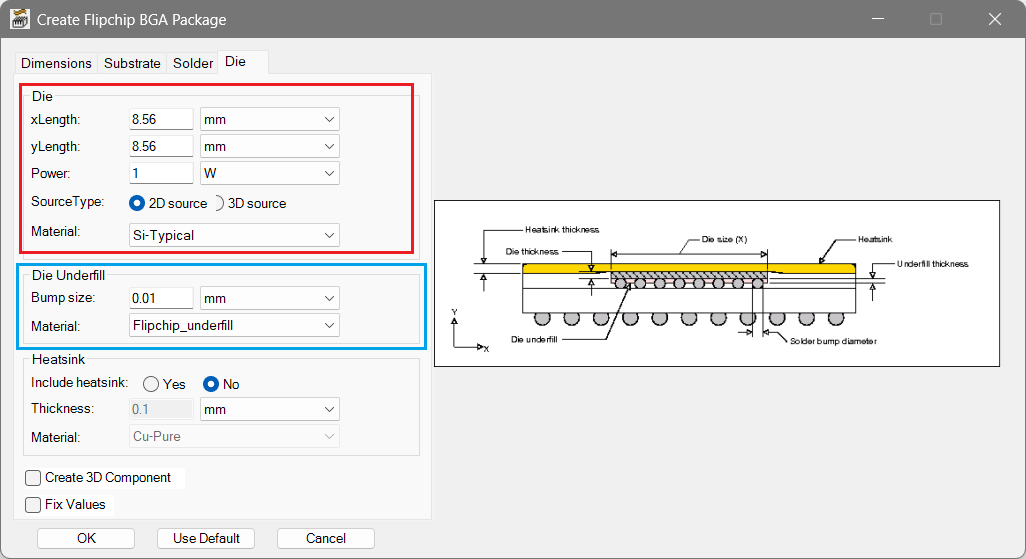 Create Flipchip BGA Package
Dimensions Substrate Solder Die
Die
xLength: 8.56 mm
yLength: 8.56 mm
Power: 1 W
SourceType: 2D source 3D source
Material: Si-Typical
Die Underfill
Bump size: 0.01 mm
Material: Flipchip_underfill
Heatsink
Include heatsink: Yes No
Thickness: 0.1 mm
Material: Cu-Pure
Create 3D Component
Fix Values
OK Use Default Cancel
Heatsink thickness
Die size (X)
Heatsink
Die thickness
Underfill thickness
Y
X
Die underfill
Solder bump diameter